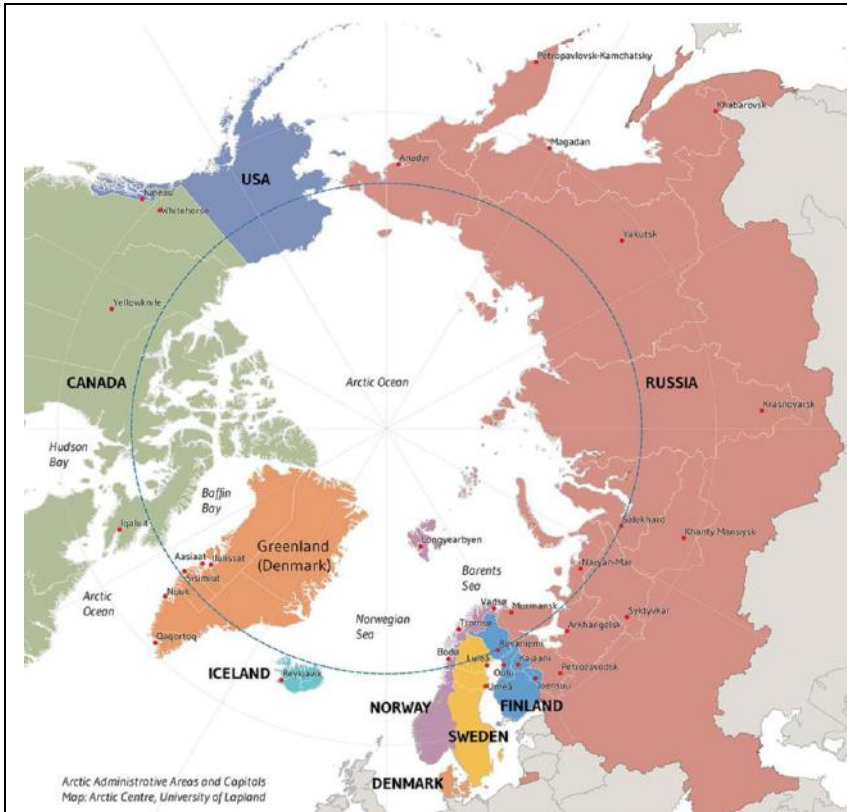 Petropavlovsk-Kamchatsky
Khabarovsk
Magadan
Anadyr
USA
Juneau
Whitehorse
Yakutsk
Yellowknife
CANADA
Arctic Ocean
RUSSIA
Krasnoyarsk
Hudson
Bay
Baffin
Bay
Iqaluit
Salekhard
Khanty Mansiysk
Longyearbyen
Greenland
(Denmark)
Aasiaat
Ilulissat
Sisimiut
Nuuk
Barents
Sea
Naryan-Mar
Arctic
Ocean
Norwegian
Sea
Vadsø
Murmansk
Syktyvkar
Tromsø
Arkhangelsk
Qaqortoq
Bodø
Rovaniemi
Luleå
Oulu
Kajaani
Petrozavodsk
ICELAND
Reykjavik
Umeå
Joensuu
NORWAY
FINLAND
SWEDEN
DENMARK
Arctic Administrative Areas and Capitals
Map: Arctic Centre, University of Lapland